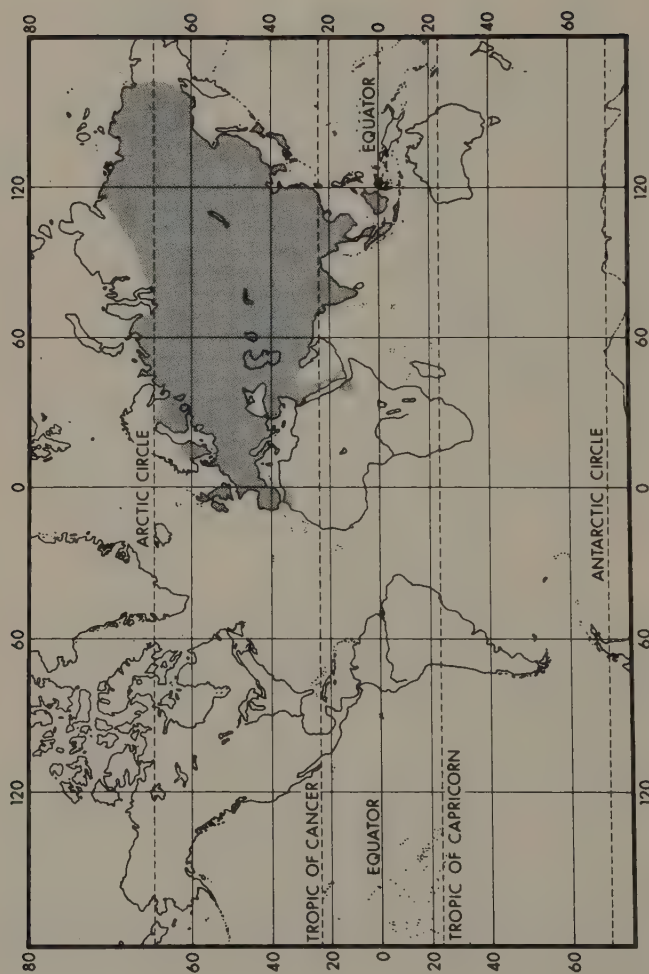 120 60 0 60 120
80 80
ARCTIC CIRCLE
60 60
40 40
TROPIC OF CANCER
20 20
EQUATOR
0 EQUATOR 0
20 20
TROPIC OF CAPRICORN
40 40
60 60
ANTARCTIC CIRCLE
120 60 0 60 120